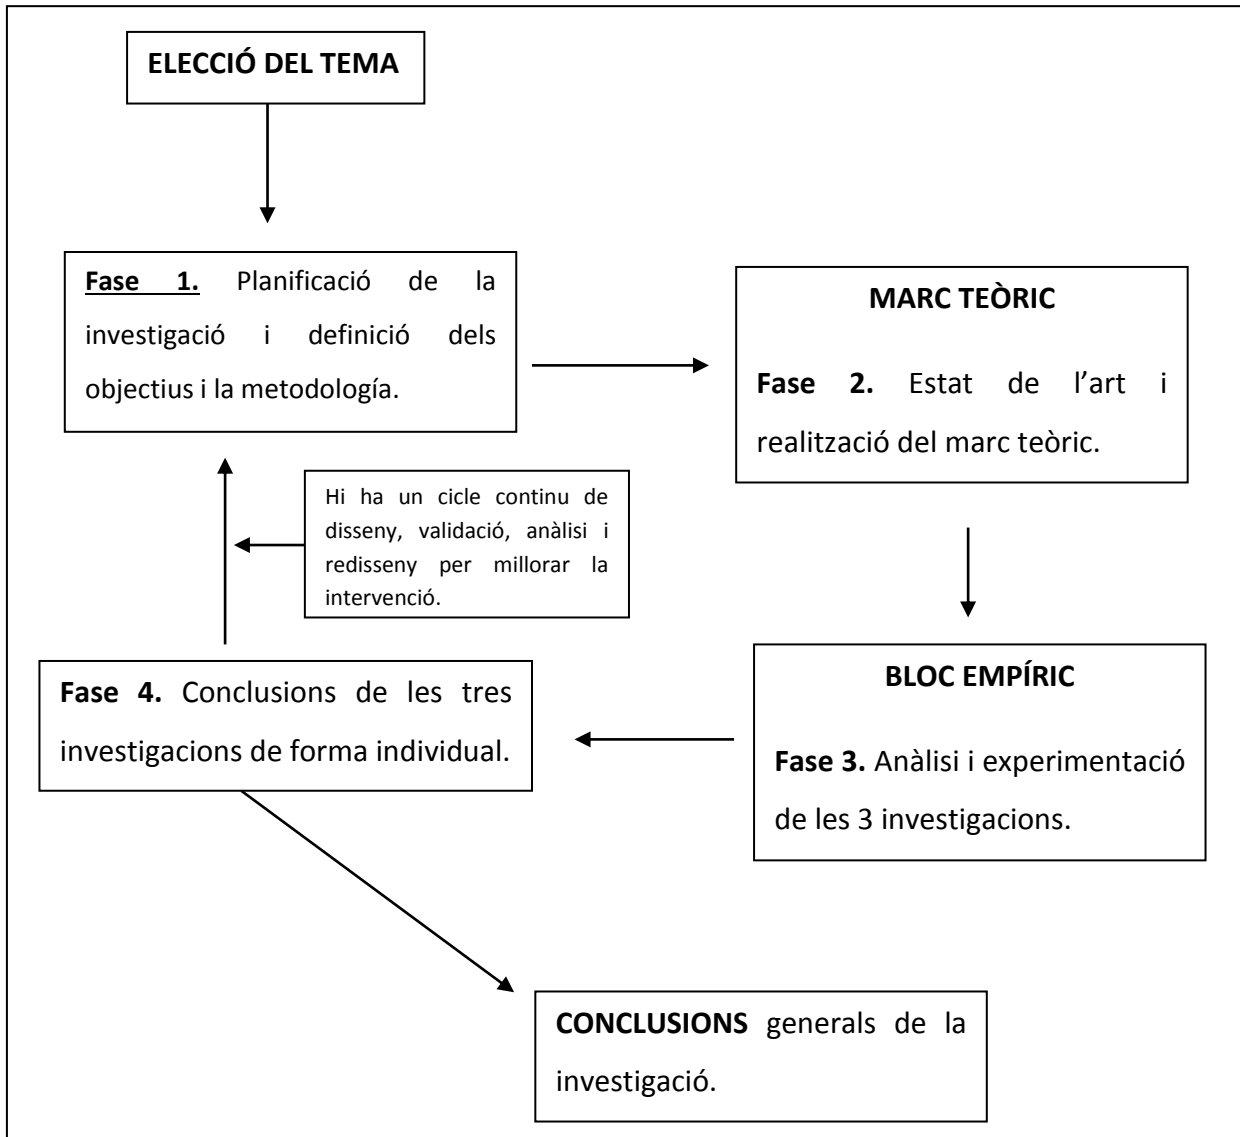 ELECCIÓ DEL TEMA
Fase 1. Planificació de la
investigació i definició dels
objectius i la metodología.
MARC TEÒRIC
Fase 2. Estat de l’art i
realització del marc teòric.
Hi ha un cicle continu de
disseny, validació, anàlisi i
redisseny per millorar la
intervenció.
BLOC EMPÍRIC
Fase 3. Anàlisi i experimentació
de les 3 investigacions.
Fase 4. Conclusions de les tres
investigacions de forma individual.
CONCLUSIONS generals de la
investigació.